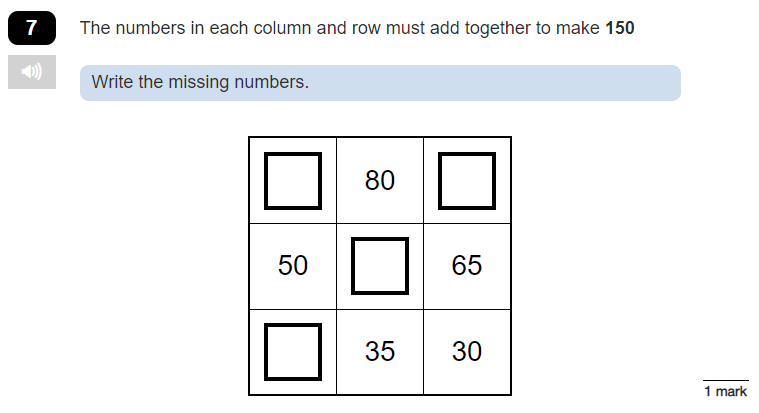 7 The numbers in each column and row must add together to make 150
Write the missing numbers.
80
50 65
35 30
1 mark